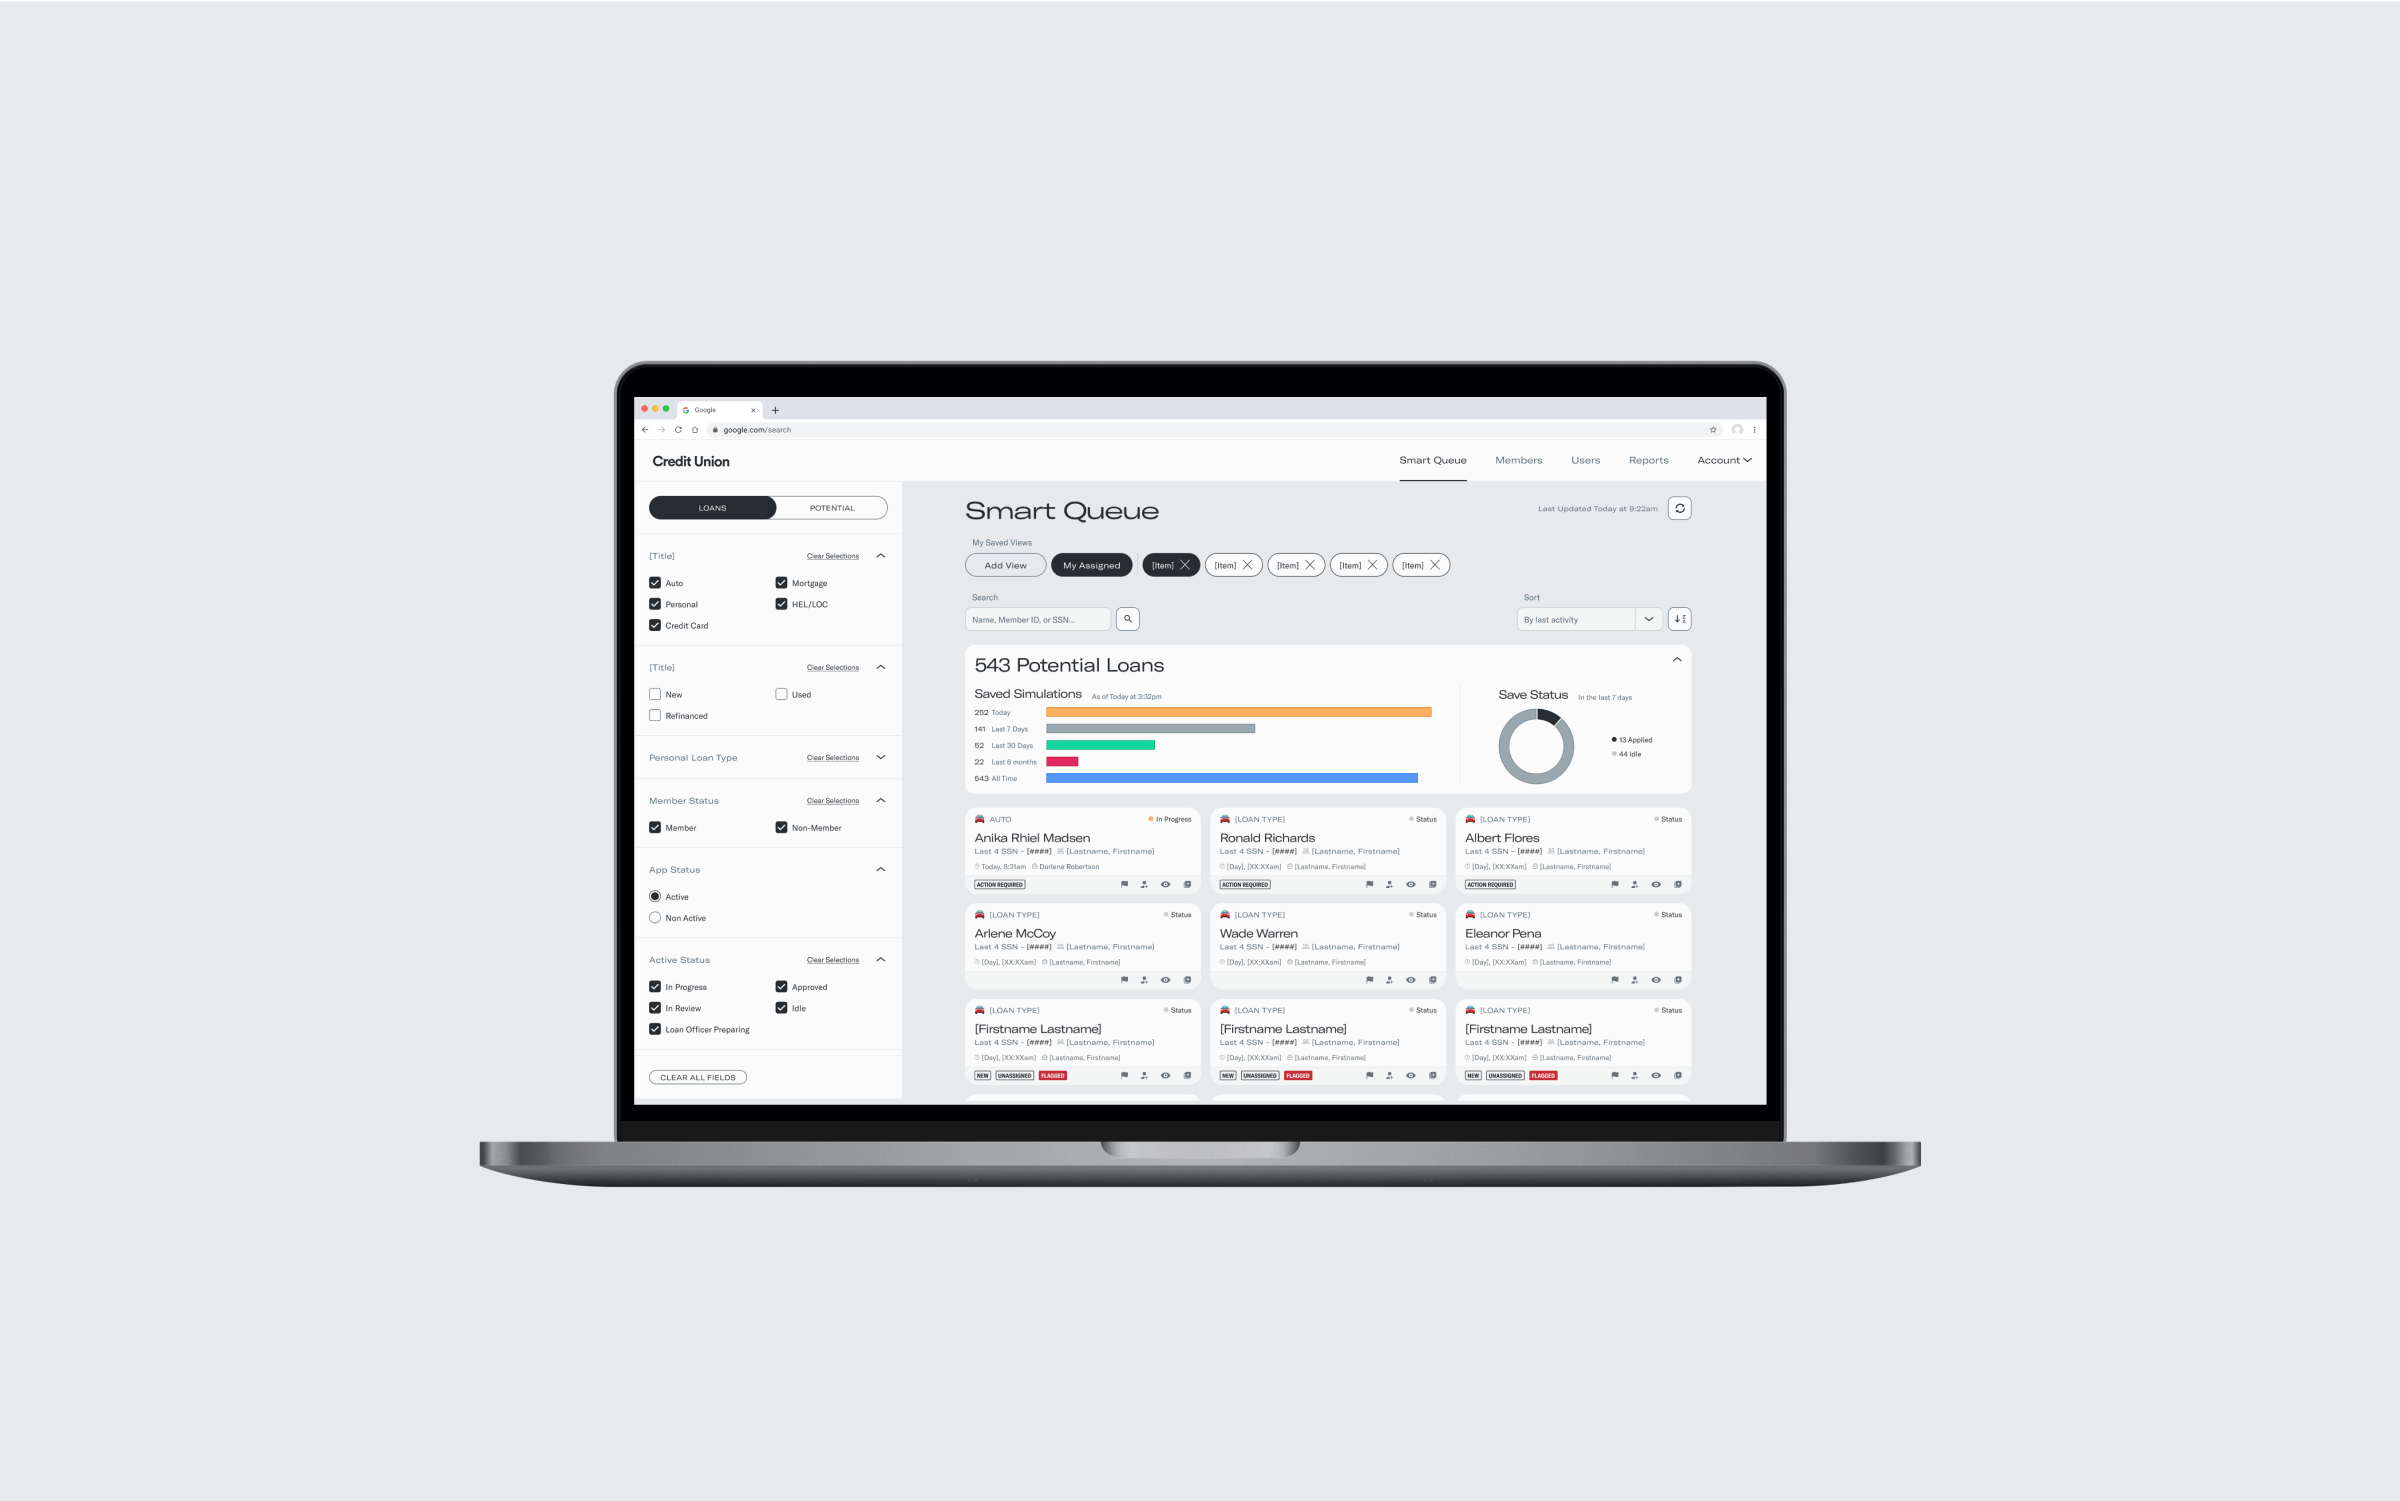 Google
google.com/search
Credit Union
Smart Queue Members Users Reports Account
LOANS POTENTIAL
[Title] Clear Selections
Auto Mortgage
Personal HEL/LOC
Credit Card
[Title] Clear Selections
New Used
Refinanced
Personal Loan Type Clear Selections
Member Status Clear Selections
Member Non-Member
App Status
Active
Non Active
Active Status Clear Selections
In Progress Approved
In Review Idle
Loan Officer Preparing
CLEAR ALL FIELDS
Smart Queue
Last Updated Today at 9:22am
My Saved Views
Add View My Assigned [Item] [Item] [Item] [Item] [Item]
Search Sort
Name, Member ID, or SSN... By last activity
543 Potential Loans
Saved Simulations As of Today at 3:32pm
252 Today
141 Last 7 Days
52 Last 30 Days
22 Last 6 months
543 All Time
Save Status In the last 7 days
13 Applied
44 Idle
AUTO In Progress
Anika Rhiel Madsen
Last 4 SSN - [####] [Lastname, Firstname]
Today, 8:31am Darlene Robertson
ACTION REQUIRED
[LOAN TYPE] Status
Ronald Richards
Last 4 SSN - [####] [Lastname, Firstname]
[Day], [XX:XXam] [Lastname, Firstname]
ACTION REQUIRED
[LOAN TYPE] Status
Albert Flores
Last 4 SSN - [####] [Lastname, Firstname]
[Day], [XX:XXam] [Lastname, Firstname]
ACTION REQUIRED
[LOAN TYPE] Status
Arlene McCoy
Last 4 SSN - [####] [Lastname, Firstname]
[Day], [XX:XXam] [Lastname, Firstname]
[LOAN TYPE] Status
Wade Warren
Last 4 SSN - [####] [Lastname, Firstname]
[Day], [XX:XXam] [Lastname, Firstname]
[LOAN TYPE] Status
Eleanor Pena
Last 4 SSN - [####] [Lastname, Firstname]
[Day], [XX:XXam] [Lastname, Firstname]
[LOAN TYPE] Status
[Firstname Lastname]
Last 4 SSN - [####] [Lastname, Firstname]
[Day], [XX:XXam] [Lastname, Firstname]
NEW UNASSIGNED FLAGGED
[LOAN TYPE] Status
[Firstname Lastname]
Last 4 SSN - [####] [Lastname, Firstname]
[Day], [XX:XXam] [Lastname, Firstname]
NEW UNASSIGNED FLAGGED
[LOAN TYPE] Status
[Firstname Lastname]
Last 4 SSN - [####] [Lastname, Firstname]
[Day], [XX:XXam] [Lastname, Firstname]
NEW UNASSIGNED FLAGGED